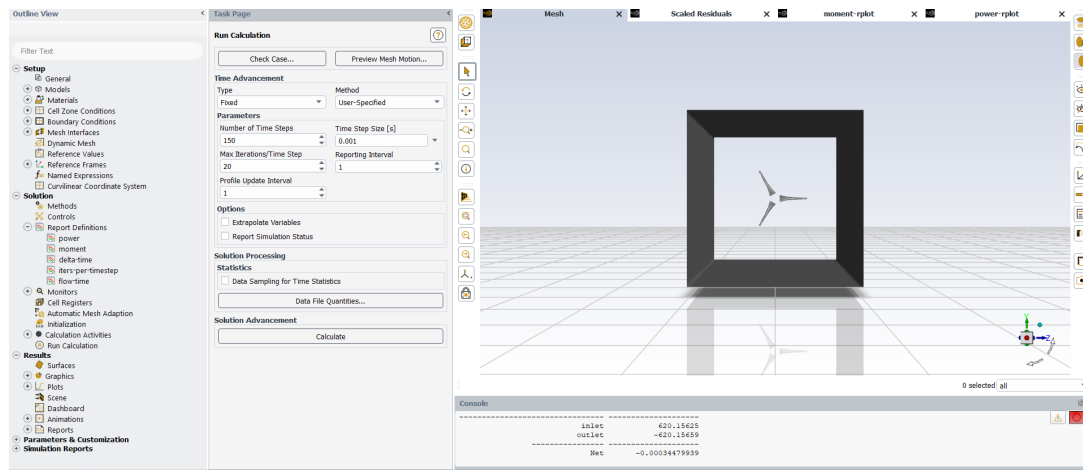 Outline View
Filter Text
Setup
General
Models
Materials
Cell Zone Conditions
Boundary Conditions
Mesh Interfaces
Dynamic Mesh
Reference Values
Reference Frames
Named Expressions
Curvilinear Coordinate System
Solution
Methods
Controls
Report Definitions
power
moment
delta-time
iters-per-timestep
flow-time
Monitors
Cell Registers
Automatic Mesh Adaption
Initialization
Calculation Activities
Run Calculation
Results
Surfaces
Graphics
Plots
Scene
Dashboard
Animations
Reports
Parameters & Customization
Simulation Reports
Task Page
Run Calculation
Check Case... Preview Mesh Motion...
Time Advancement
Type Method
Fixed User-Specified
Parameters
Number of Time Steps Time Step Size [s]
150 0.001
Max Iterations/Time Step Reporting Interval
20 1
Profile Update Interval
1
Options
Extrapolate Variables
Report Simulation Status
Solution Processing
Statistics
Data Sampling for Time Statistics
Data File Quantities...
Solution Advancement
Calculate
Mesh Scaled Residuals moment-rplot power-rplot
Y
Z
0 selected all
Console
-------------------------------- --------------------
inlet 620.15625
outlet -620.15659
---------------- --------------------
Net -0.00034479939